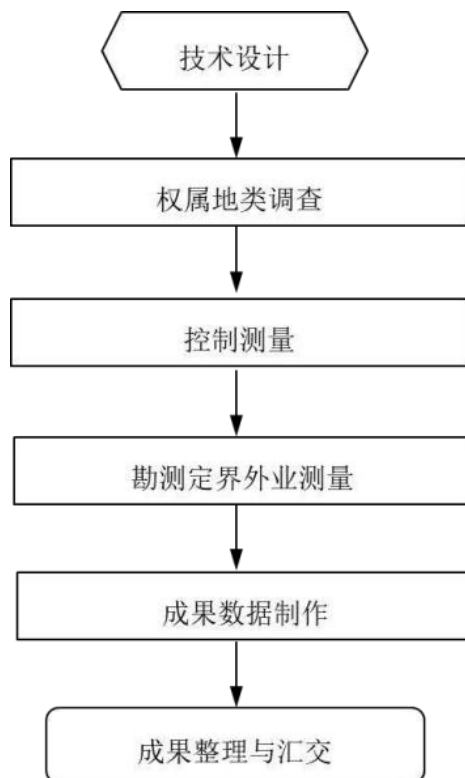 技术设计
权属地类调查
控制测量
勘测定界外业测量
成果数据制作
成果整理与汇交